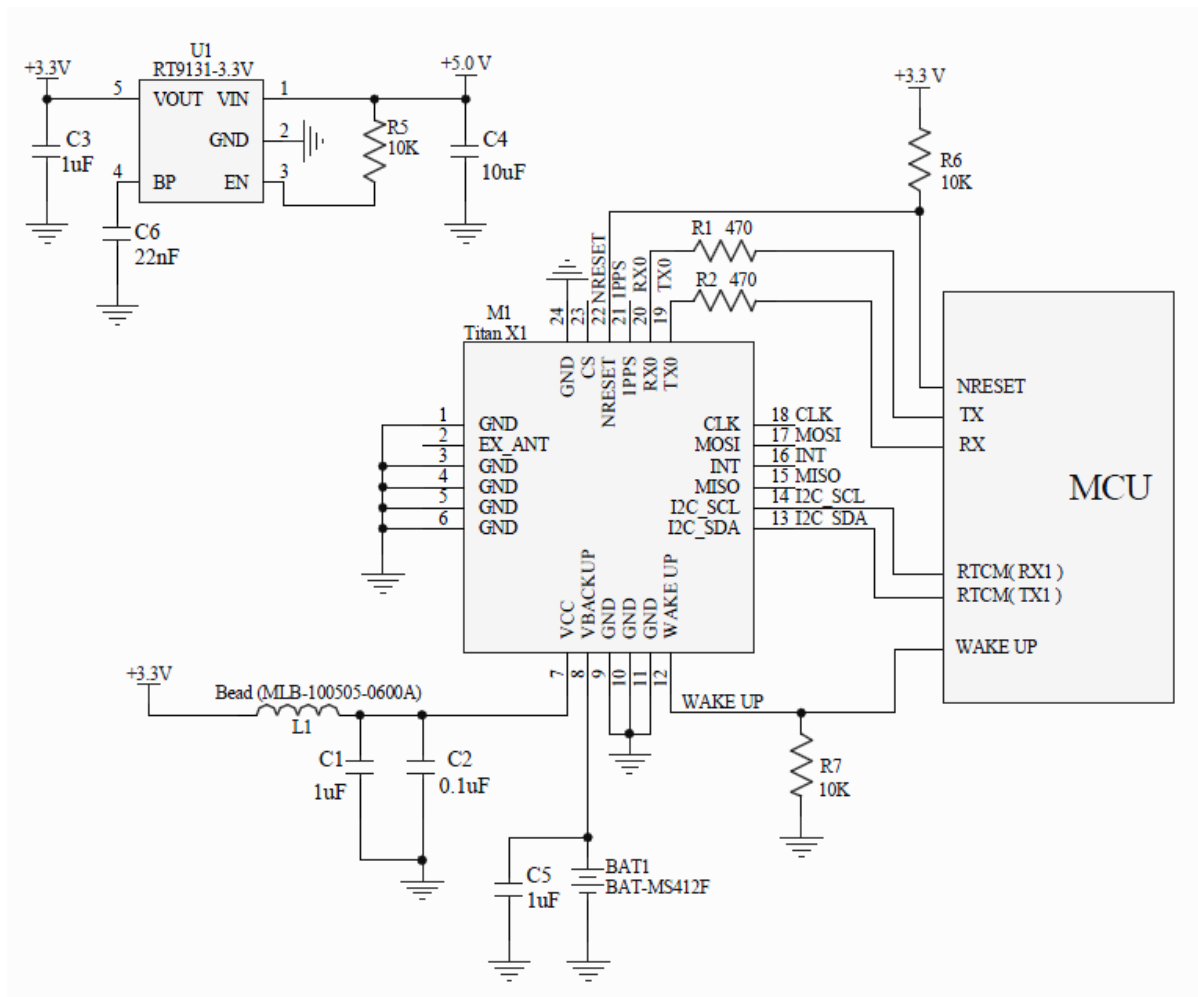 U1
RT9131-3.3V
+3.3V
+5.0 V
5
VOUT VIN
1
C3
1uF
GND
2
R5
10K
C4
10uF
4
BP
EN
3
C6
22nF
+3.3 V
R6
10K
R1 470
R2 470
NRESET
1PPS
RX0
TX0
24
23
22
21
20
19
M1
Titan X1
GND
CS
NRESET
1PPS
RX0
TX0
1
GND
2
EX_ANT
3
GND
4
GND
5
GND
6
GND
CLK
18 CLK
MOSI
17 MOSI
INT
16 INT
MISO
15 MISO
I2C_SCL
14 I2C_SCL
I2C_SDA
13 I2C_SDA
VCC
VBACKUP
GND
GND
GND
WAKE UP
7
8
9
10
11
12
NRESET
TX
RX
MCU
RTCM( RX1 )
RTCM( TX1 )
WAKE UP
WAKE UP
R7
10K
+3.3V
Bead (MLB-100505-0600A)
L1
C1
1uF
C2
0.1uF
C5
1uF
BAT1
BAT-MS412F